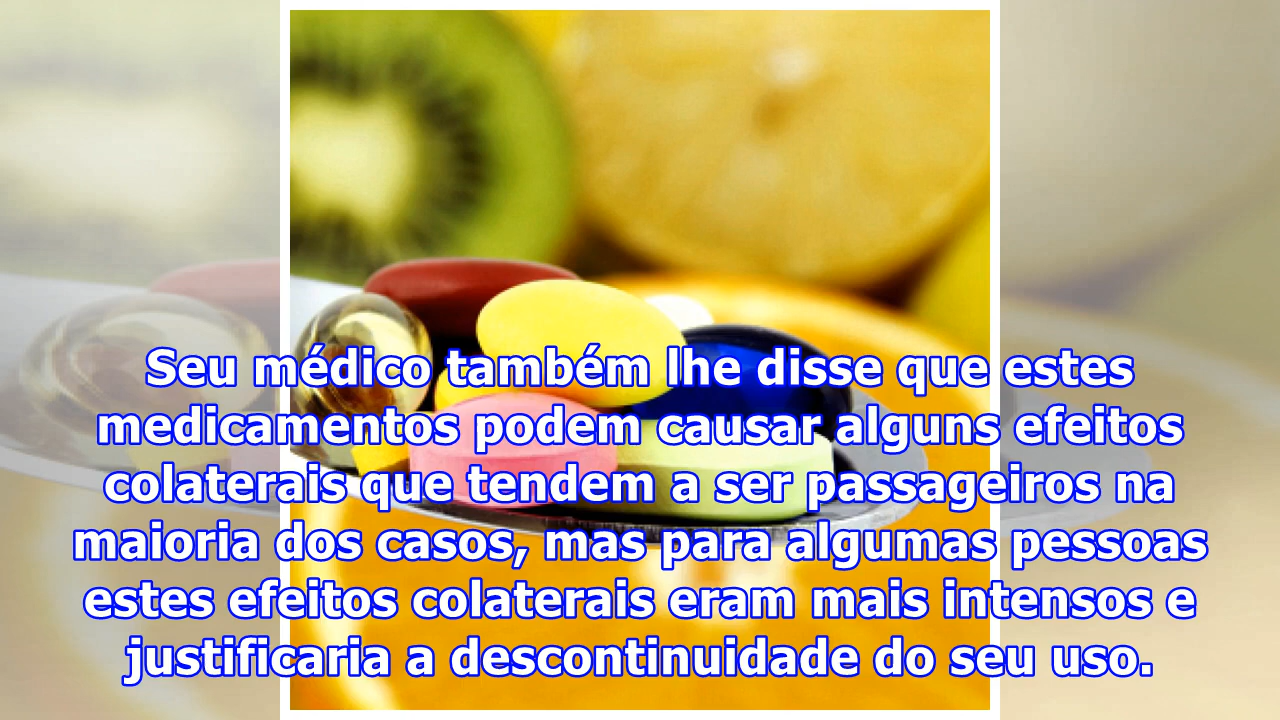 Seu médico também lhe disse que estes
medicamentos podem causar alguns efeitos
colaterais que tendem a ser passageiros na
maioria dos casos, mas para algumas pessoas
estes efeitos colaterais eram mais intensos e
justificaria a descontinuidade do seu uso.